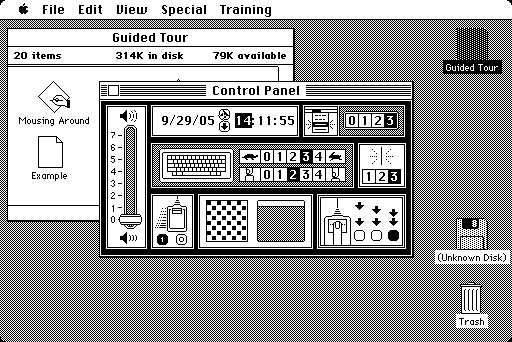 File Edit View Special Training
Guided Tour
20 items 314K in disk 79K available
Mousing Around
Example
Control Panel
9/29/05 14:11:55
0 1 2 3
7
6
5
4
3
2
1
0
0 1 2 3 4
0 1 2 3 4
1 2 3
1 0
Guided Tour
(Unknown Disk)
Trash